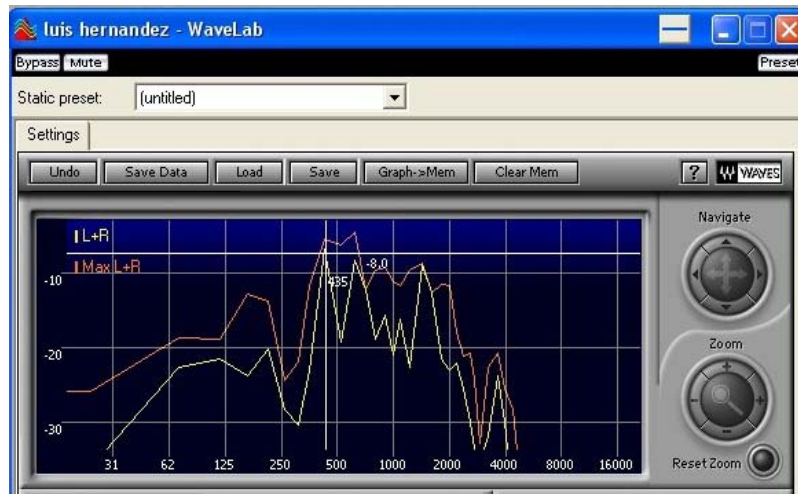 luis hernandez - WaveLab
Bypass Mute Preset
Static preset: (untitled)
Settings
Undo Save Data Load Save Graph->Mem Clear Mem ? WAVES
Navigate
L+R
Max L+R
-8.0
-10 435
Zoom
-20
-30
31 62 125 250 500 1000 2000 4000 8000 16000
Reset Zoom